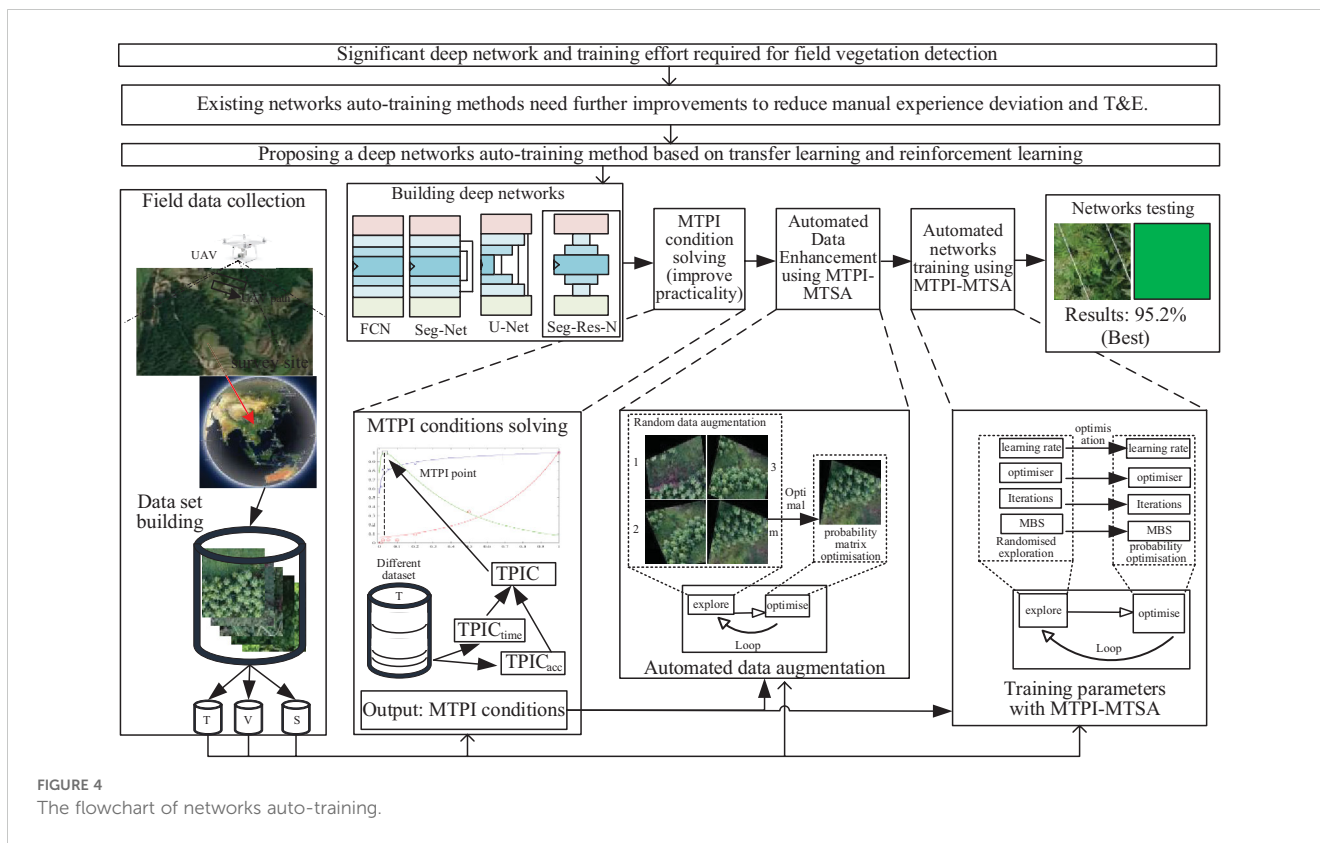 Significant deep network and training effort required for field vegetation detection
Existing networks auto-training methods need further improvements to reduce manual experience deviation and T&E.
Proposing a deep networks auto-training method based on transfer learning and reinforcement learning
Field data collection
UAV
survey site
Data set
building
T
V
S
Building deep networks
FCN
Seg-Net
U-Net
Seg-Res-N
MTPI
condition
solving
(improve
practicality)
Automated
Data
Enhancement
using MTPI-
MTSA
Automated
networks
training using
MTPI-MTSA
Networks testing
Results: 95.2%
(Best)
MTPI conditions solving
MTPI point
Different
dataset
T
TPIC
TPICtime
TPICacc
Output: MTPI conditions
Random data augmentation
1
3
2
m
Opti
mal
probability
matrix
optimisation
explore
optimise
Loop
Automated data augmentation
optimis
ation
learning rate
learning rate
optimiser
optimiser
Iterations
Iterations
MBS
MBS
Randomised
exploration
probability
optimisation
explore
optimise
Loop
Training parameters
with MTPI-MTSA
FIGURE 4
The flowchart of networks auto-training.